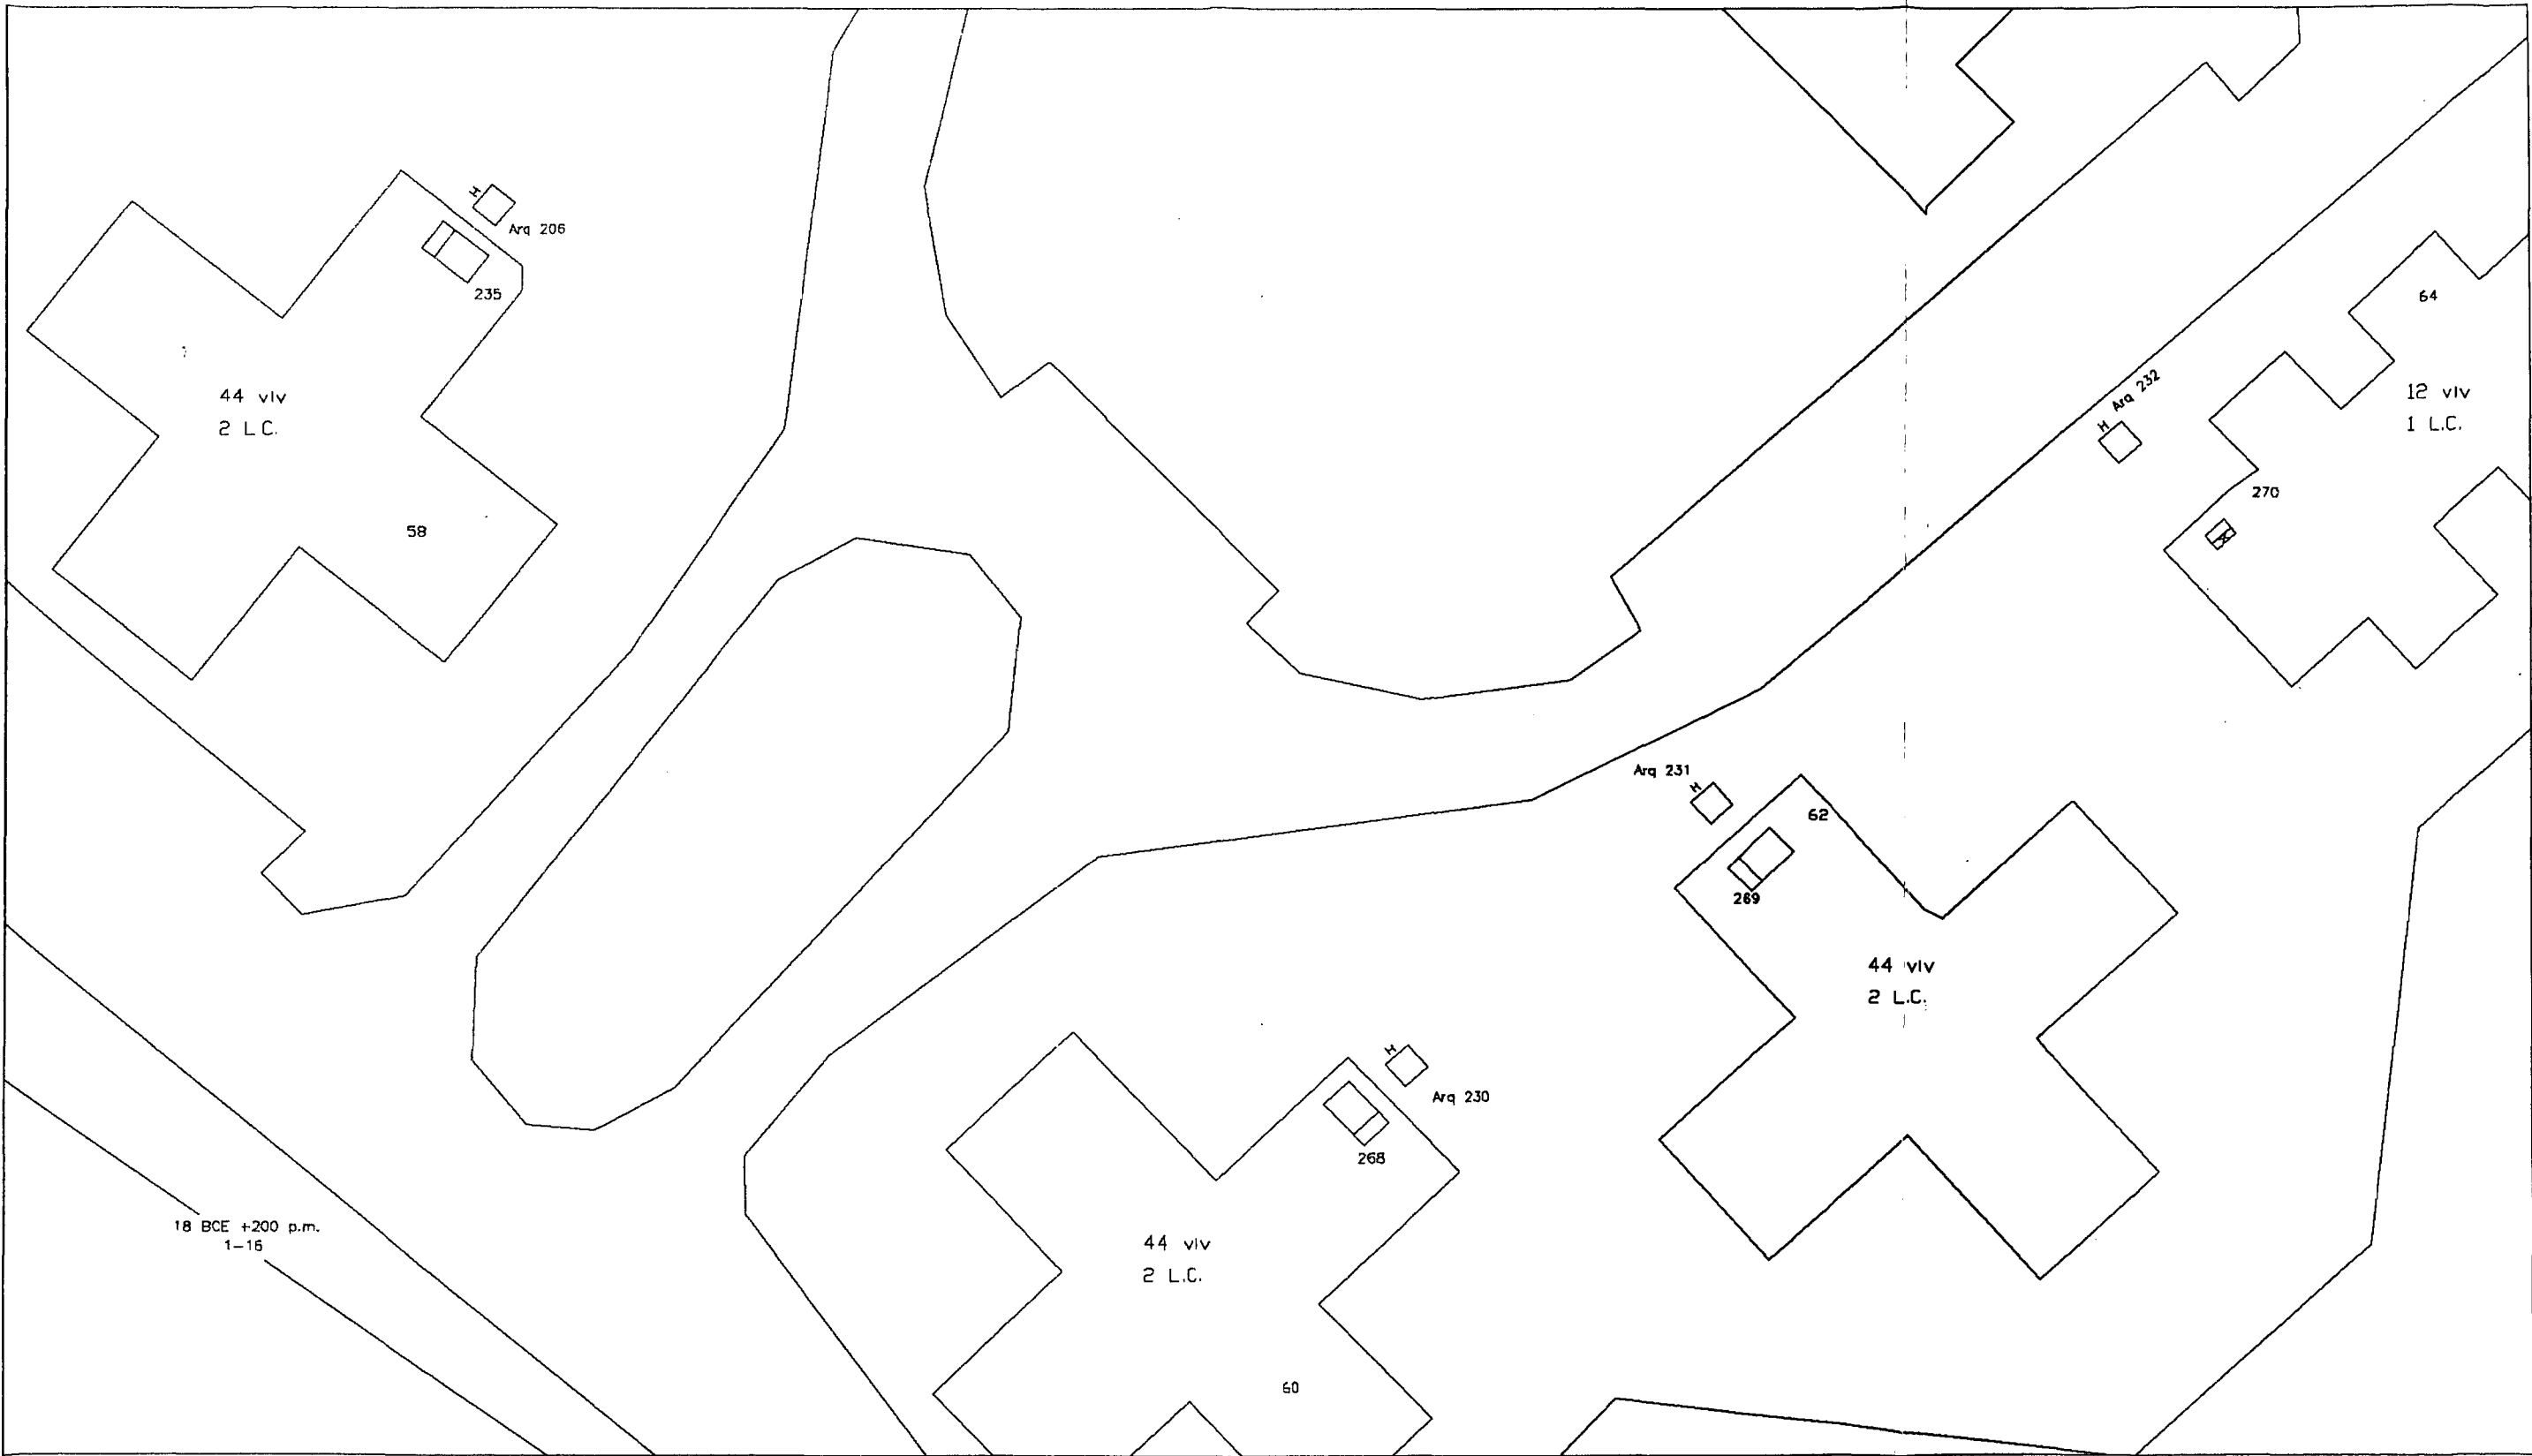 H
Arq 206
235
44 viv
2 L.C.
58
64
12 viv
1 L.C.
Arq 232
H
270
Arq 231
H
62
269
44 viv
2 L.C.
H
Arq 230
268
44 viv
2 L.C.
60
18 BCE +200 p.m.
1-16